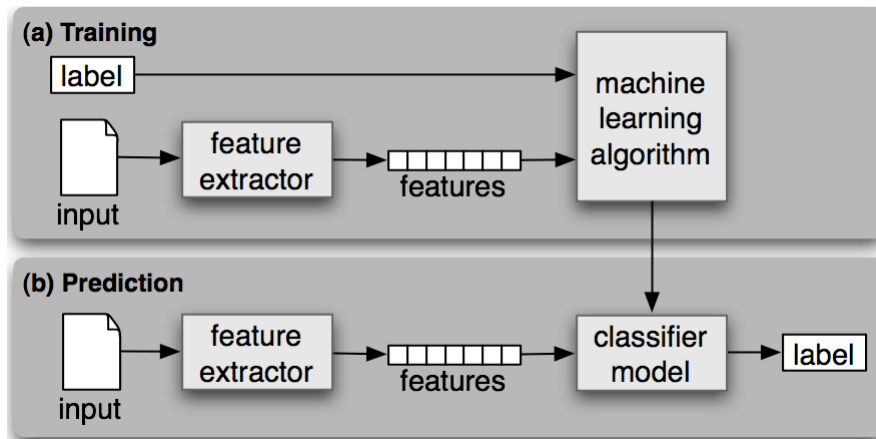 (a) Training
label
machine
learning
algorithm
feature
extractor
features
input
(b) Prediction
feature
extractor
features
classifier
model
label
input